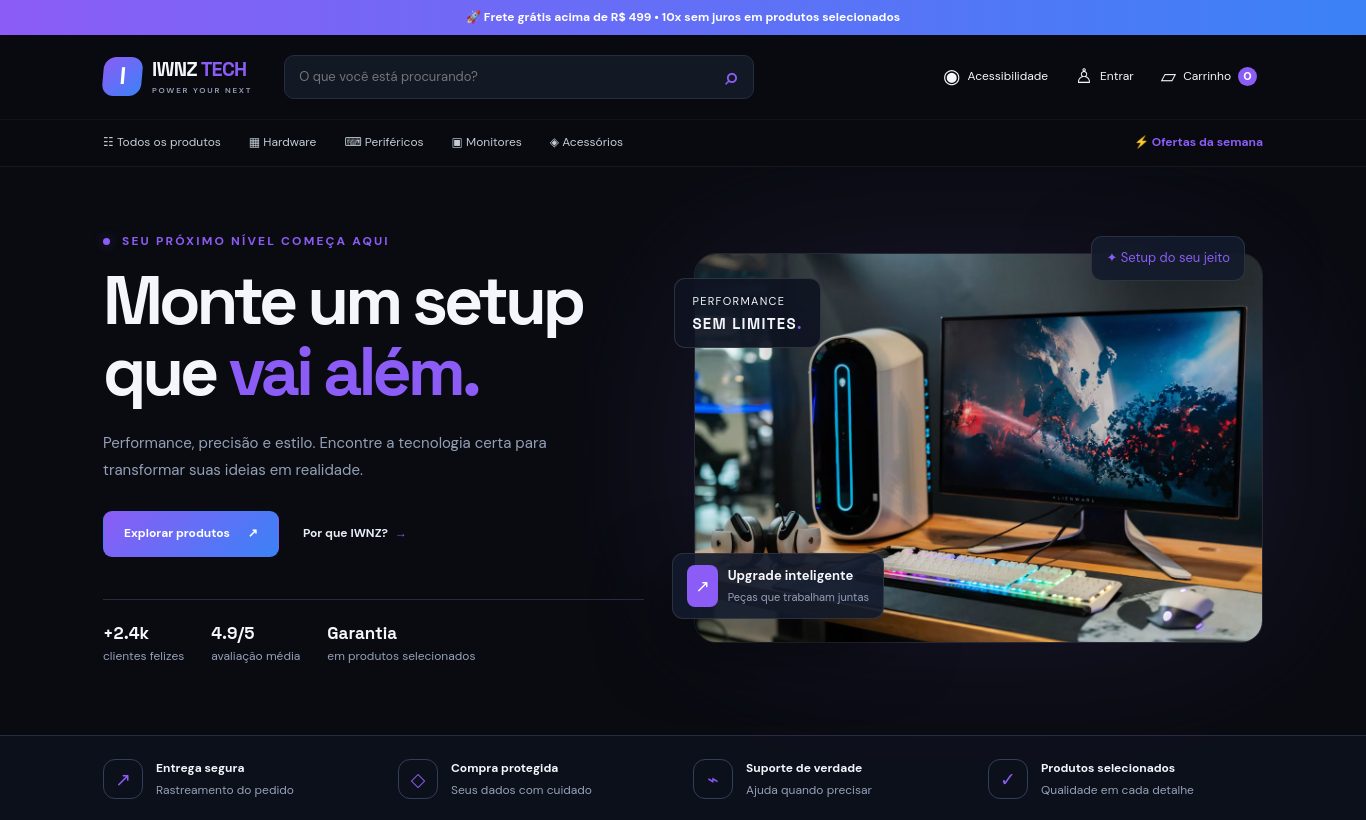 🚀 Frete grátis acima de R$ 499 • 10x sem juros em produtos selecionados
I
IWNZ TECH
POWER YOUR NEXT
O que você está procurando?
Acessibilidade
Entrar
Carrinho 0
Todos os produtos
Hardware
Periféricos
Monitores
Acessórios
⚡ Ofertas da semana
SEU PRÓXIMO NÍVEL COMEÇA AQUI
Monte um setup
que vai além.
Performance, precisão e estilo. Encontre a tecnologia certa para
transformar suas ideias em realidade.
Explorar produtos ↗
Por que IWNZ? →
+2.4k
clientes felizes
4.9/5
avaliação média
Garantia
em produtos selecionados
✦ Setup do seu jeito
PERFORMANCE
SEM LIMITES.
ALIENWARE
↗
Upgrade inteligente
Peças que trabalham juntas
Entrega segura
Rastreamento do pedido
Compra protegida
Seus dados com cuidado
Suporte de verdade
Ajuda quando precisar
Produtos selecionados
Qualidade em cada detalhe